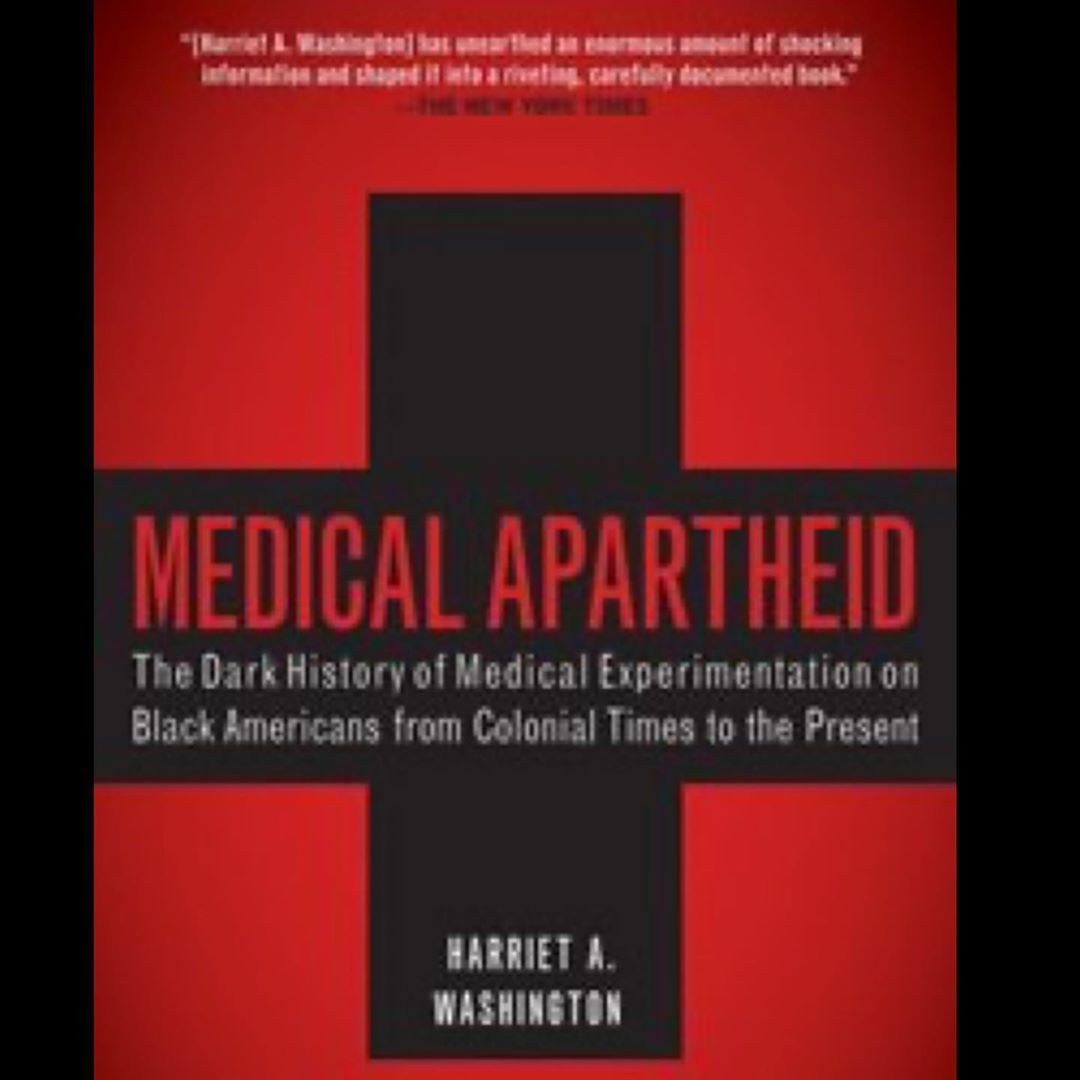 "[Harriet A. Washington] has unearthed an enormous amount of shocking
information and shaped it into a riveting, carefully documented book."
—THE NEW YORK TIMES
MEDICAL APARTHEID
The Dark History of Medical Experimentation on
Black Americans from Colonial Times to the Present
HARRIET A.
WASHINGTON